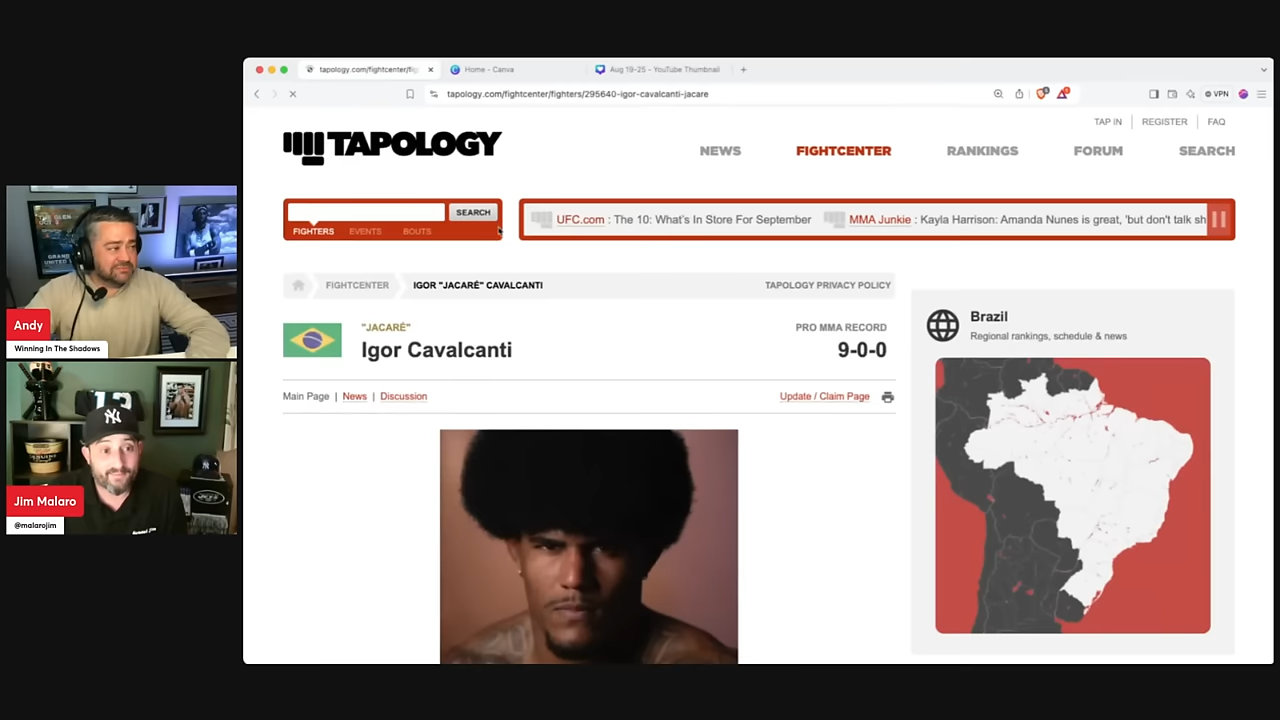 tapology.com/fightcenter/fig
Home - Canva
Aug 19-25 - YouTube Thumbnail
tapology.com/fightcenter/fighters/295640-igor-cavalcanti-jacare
VPN
TAP IN
REGISTER
FAQ
TAPOLOGY
NEWS
FIGHTCENTER
RANKINGS
FORUM
SEARCH
SEARCH
FIGHTERS
EVENTS
BOUTS
UFC.com : The 10: What's In Store For September
MMA Junkie : Kayla Harrison: Amanda Nunes is great, 'but don't talk sh
FIGHTCENTER
IGOR "JACARÉ" CAVALCANTI
TAPOLOGY PRIVACY POLICY
"JACARÉ"
Igor Cavalcanti
PRO MMA RECORD
9-0-0
Main Page | News | Discussion
Update / Claim Page
Brazil
Regional rankings, schedule & news
Andy
Winning In The Shadows
Jim Malaro
@malarojim
NY
13
JETS